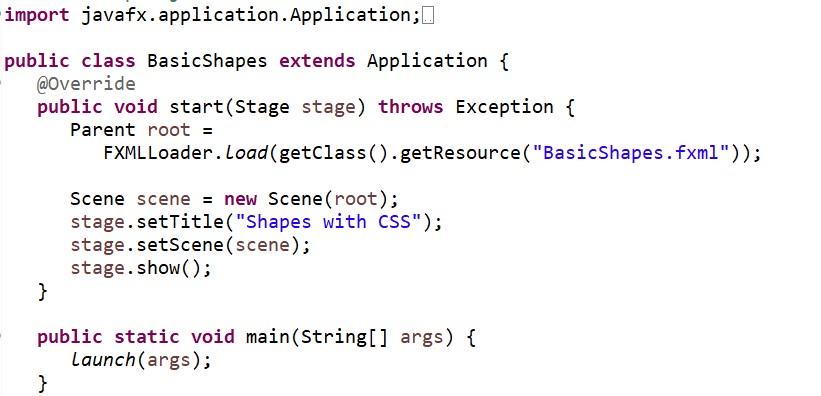 import javafx.application.Application;
public class BasicShapes extends Application {
@Override
public void start(Stage stage) throws Exception {
Parent root =
FXMLLoader.load(getClass().getResource("BasicShapes.fxml"));
Scene scene = new Scene(root);
stage.setTitle("Shapes with CSS");
stage.setScene(scene);
stage.show();
}
public static void main(String[] args) {
launch(args);
}